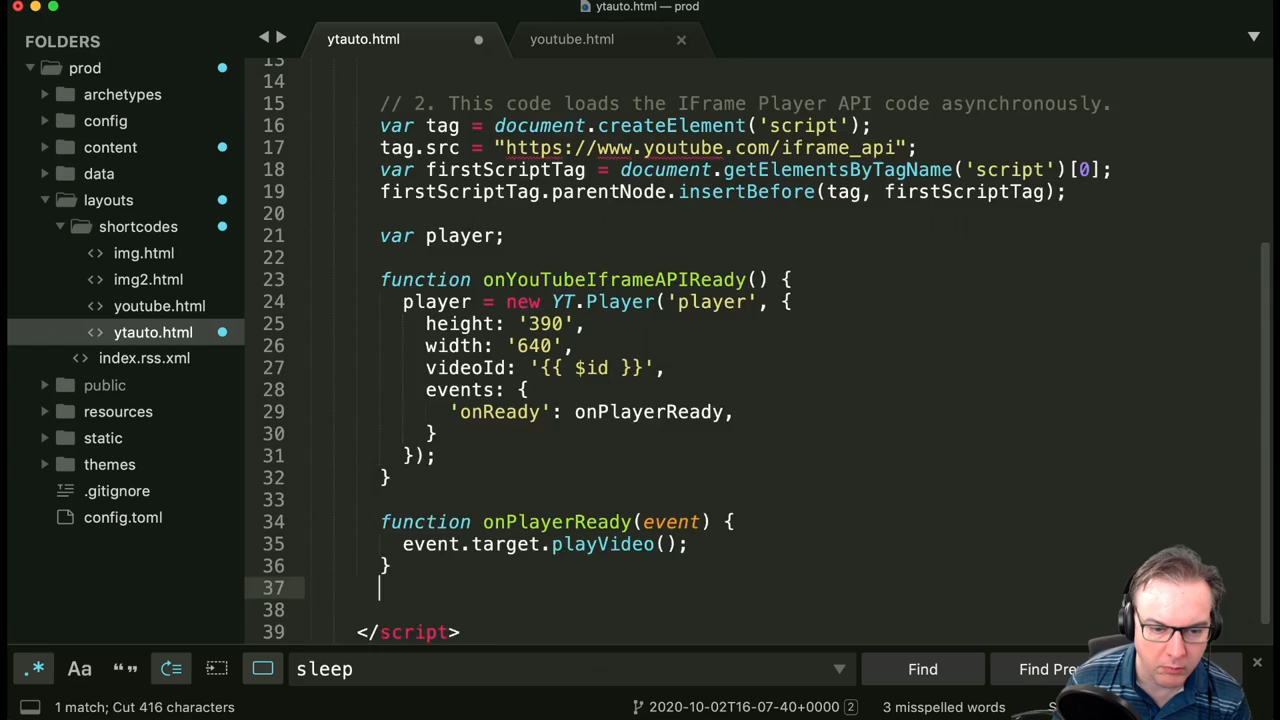 ytauto.html — prod
FOLDERS
prod
archetypes
config
content
data
layouts
shortcodes
img.html
img2.html
youtube.html
ytauto.html
index.rss.xml
public
resources
static
themes
.gitignore
config.toml
ytauto.html
youtube.html
13
14
15 // 2. This code loads the IFrame Player API code asynchronously.
16 var tag = document.createElement('script');
17 tag.src = "https://www.youtube.com/iframe_api";
18 var firstScriptTag = document.getElementsByTagName('script')[0];
19 firstScriptTag.parentNode.insertBefore(tag, firstScriptTag);
20
21 var player;
22
23 function onYouTubeIframeAPIReady() {
24 player = new YT.Player('player', {
25 height: '390',
26 width: '640',
27 videoId: '{{ $id }}',
28 events: {
29 'onReady': onPlayerReady,
30 }
31 });
32 }
33
34 function onPlayerReady(event) {
35 event.target.playVideo();
36 }
37
38
39 </script>
.* Aa “” sleep Find Find Pre
1 match; Cut 416 characters 2020-10-02T16-07-40+0000 2 3 misspelled words